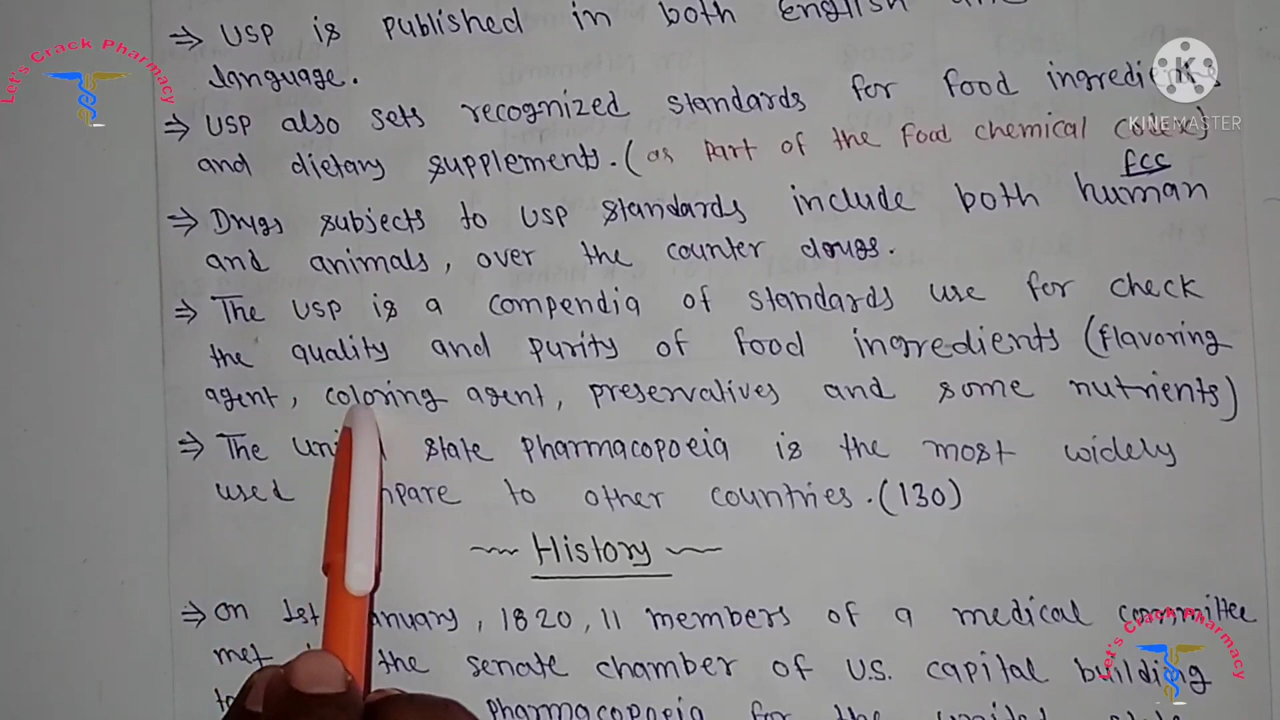 ⇒ USP is published in both english
language.
⇒ USP also sets recognized standards for food ingredients
and dietary supplements. (as part of the food chemical codex)
FCC
⇒ Drugs subjects to USP standards include both human
and animals, over the counter drugs.
⇒ The USP is a compendia of standards use for check
the quality and purity of food ingredients (flavoring
agent, coloring agent, preservatives and some nutrients)
⇒ The state pharmacopoeia is the most widely
used to other countries. (130)
~ History ~
⇒ on 1st January, 1820, 11 members of a medical committee
met the senate chamber of U.S. capital building
pharmacopoeia for the
Let's Crack Pharmacy
KINEMASTER
Let's Crack Pharmacy